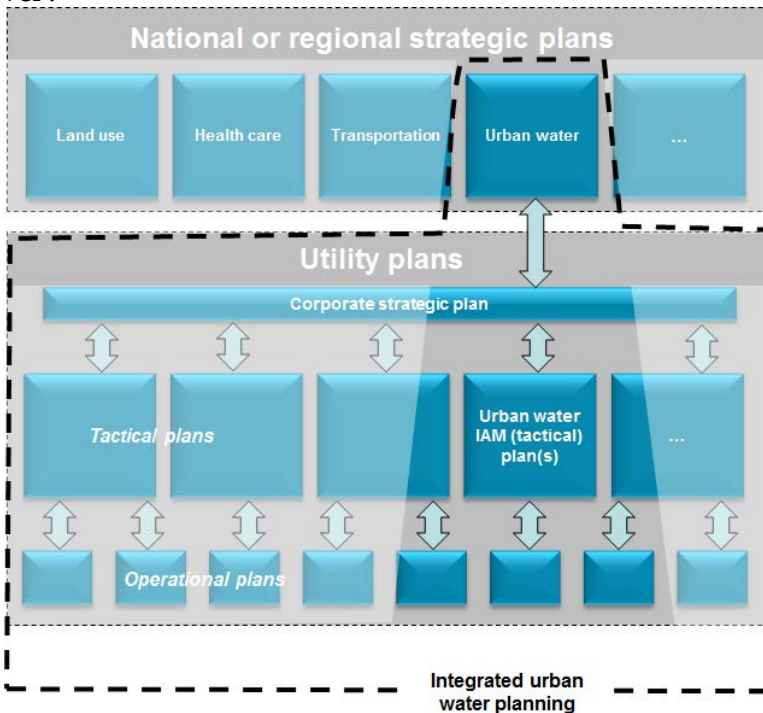 National or regional strategic plans
Land use
Health care
Transportation
Urban water
...
Utility plans
Corporate strategic plan
Tactical plans
Urban water
IAM (tactical)
plan(s)
...
Operational plans
Integrated urban
water planning